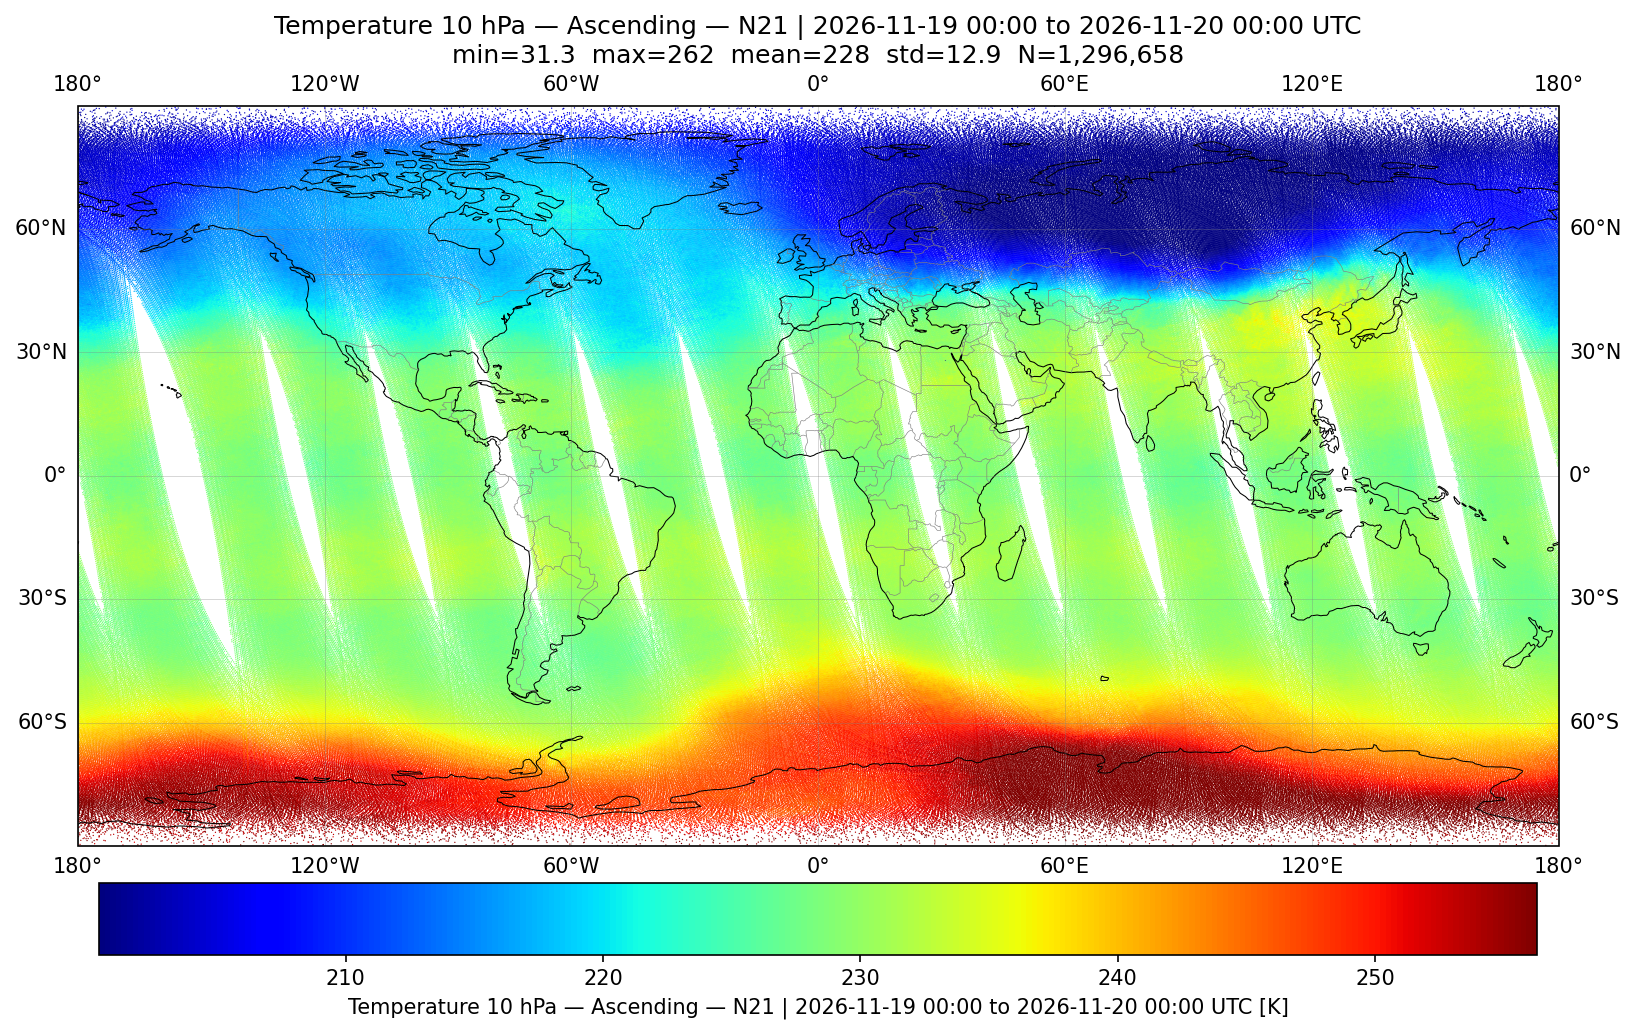 Temperature 10 hPa — Ascending — N21 | 2026-11-19 00:00 to 2026-11-20 00:00 UTC
min=31.3 max=262 mean=228 std=12.9 N=1,296,658
180° 120°W 60°W 0° 60°E 120°E 180°
60°N 60°N
30°N 30°N
0° 0°
30°S 30°S
60°S 60°S
180° 120°W 60°W 0° 60°E 120°E 180°
210 220 230 240 250
Temperature 10 hPa — Ascending — N21 | 2026-11-19 00:00 to 2026-11-20 00:00 UTC [K]